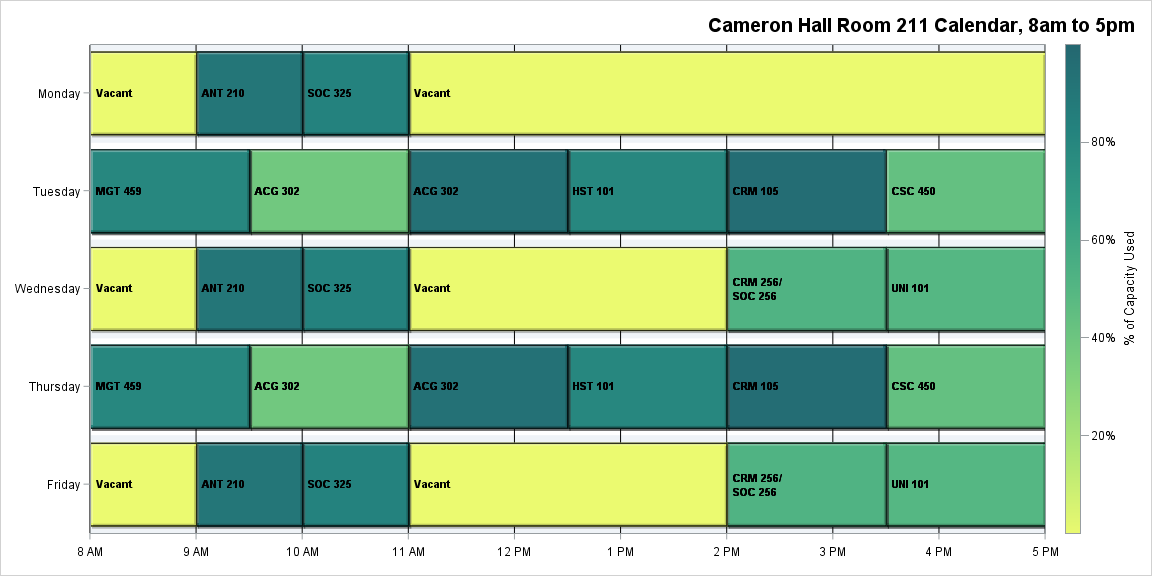 Cameron Hall Room 211 Calendar, 8am to 5pm
Monday
Vacant
ANT 210
SOC 325
Vacant
Tuesday
MGT 459
ACG 302
ACG 302
HST 101
CRM 105
CSC 450
Wednesday
Vacant
ANT 210
SOC 325
Vacant
CRM 256/
SOC 256
UNI 101
Thursday
MGT 459
ACG 302
ACG 302
HST 101
CRM 105
CSC 450
Friday
Vacant
ANT 210
SOC 325
Vacant
CRM 256/
SOC 256
UNI 101
8 AM
9 AM
10 AM
11 AM
12 PM
1 PM
2 PM
3 PM
4 PM
5 PM
80%
60%
40%
20%
% of Capacity Used